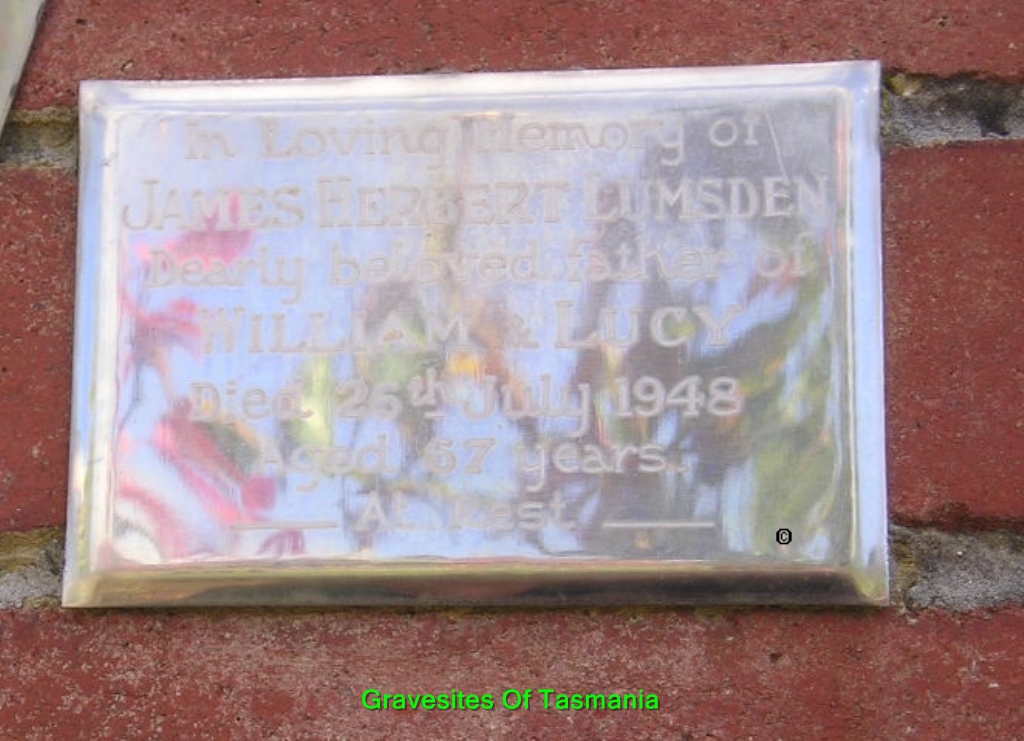 In Loving Memory of
JAMES HERBERT LUMSDEN
Dearly beloved father of
WILLIAM & LUCY
Died 26th July 1948
Aged 67 years.
At Rest
©
Gravesites Of Tasmania